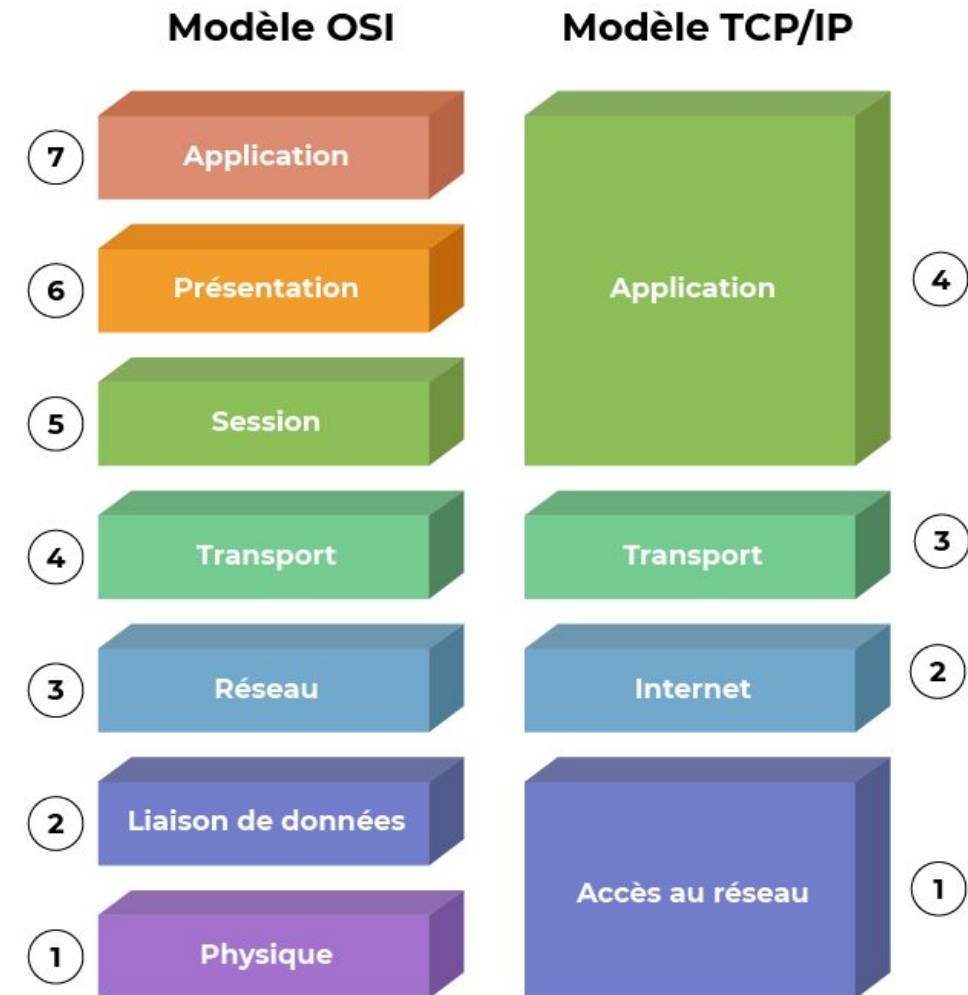 Modèle OSI
Modèle TCP/IP
7
Application
6
Présentation
5
Session
Application
4
4
Transport
Transport
3
3
Réseau
Internet
2
2
Liaison de données
1
Physique
Accès au réseau
1